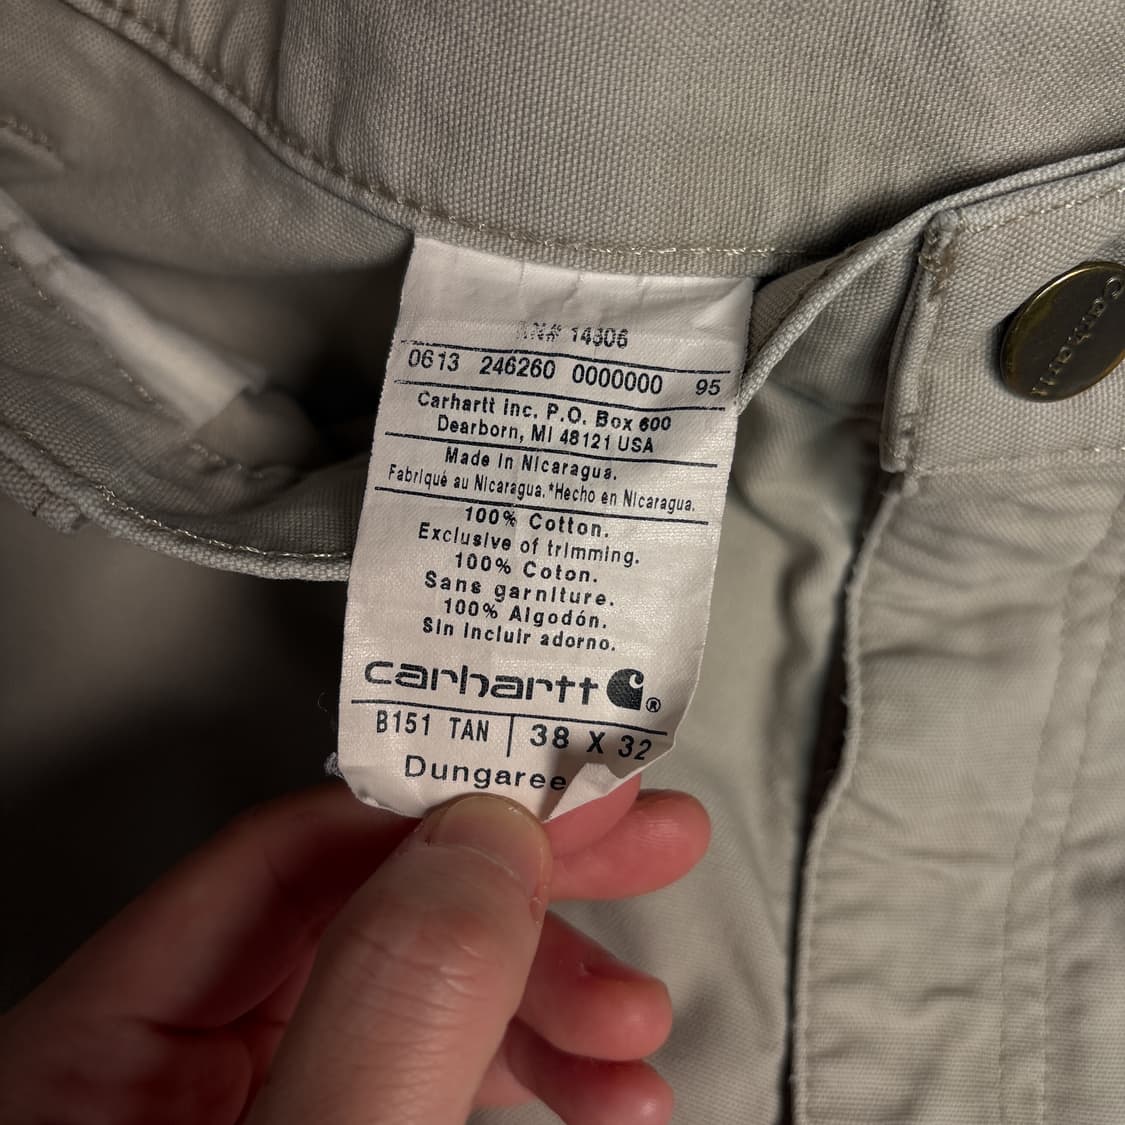 RN# 14806
0613 246260 0000000 95
Carhartt Inc. P.O. Box 600
Dearborn, MI 48121 USA
Made in Nicaragua.
Fabriqué au Nicaragua.*Hecho en Nicaragua.
100% Cotton.
Exclusive of trimming.
100% Coton.
Sans garniture.
100% Algodón.
Sin incluir adorno.
carhartt ®
B151 TAN | 38 X 32
Dungaree
Carhartt